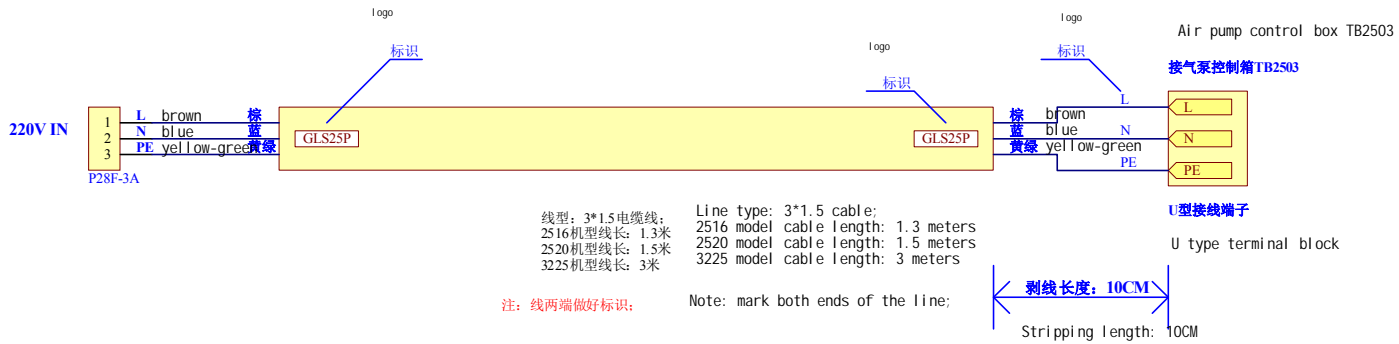 logo
logo
logo
Air pump control box TB2503
标识
标识
标识
接气泵控制箱TB2503
220V IN
1 L brown 棕
2 N blue 蓝
3 PE yellow-green 黄绿
P28F-3A
GLS25P
GLS25P
棕 brown L
蓝 blue N
黄绿 yellow-green PE
L
N
PE
U型接线端子
U type terminal block
线型：3*1.5电缆线；
2516机型线长：1.3米
2520机型线长：1.5米
3225机型线长：3米
Line type: 3*1.5 cable;
2516 model cable length: 1.3 meters
2520 model cable length: 1.5 meters
3225 model cable length: 3 meters
注：线两端做好标识；
Note: mark both ends of the line;
剥线长度：10CM
Stripping length: 10CM